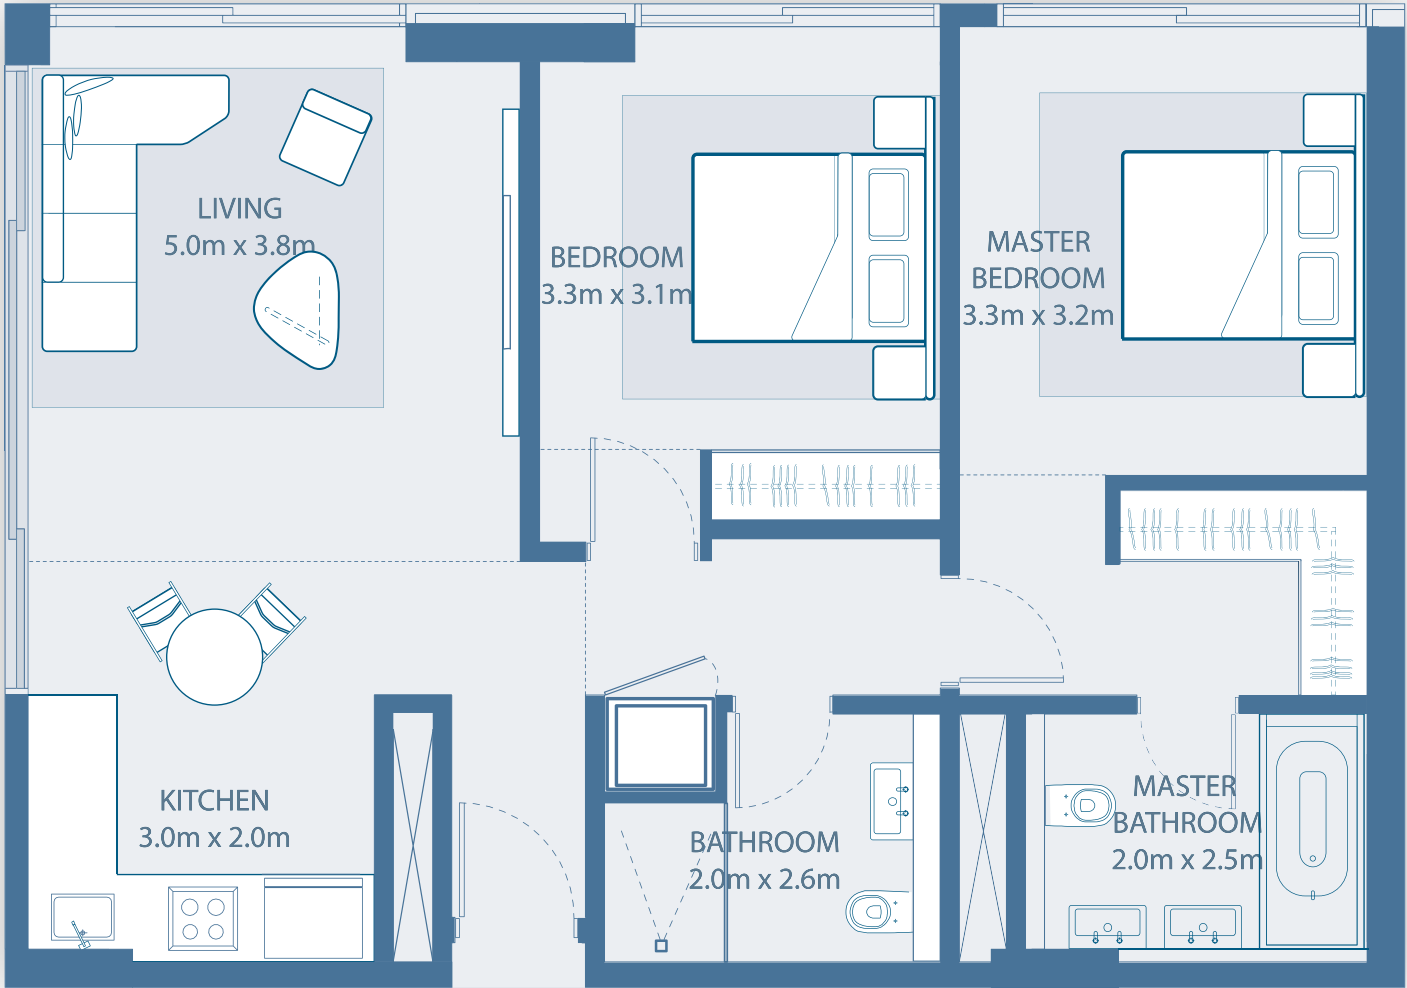 LIVING
5.0m x 3.8m
BEDROOM
3.3m x 3.1m
MASTER
BEDROOM
3.3m x 3.2m
KITCHEN
3.0m x 2.0m
BATHROOM
2.0m x 2.6m
MASTER
BATHROOM
2.0m x 2.5m